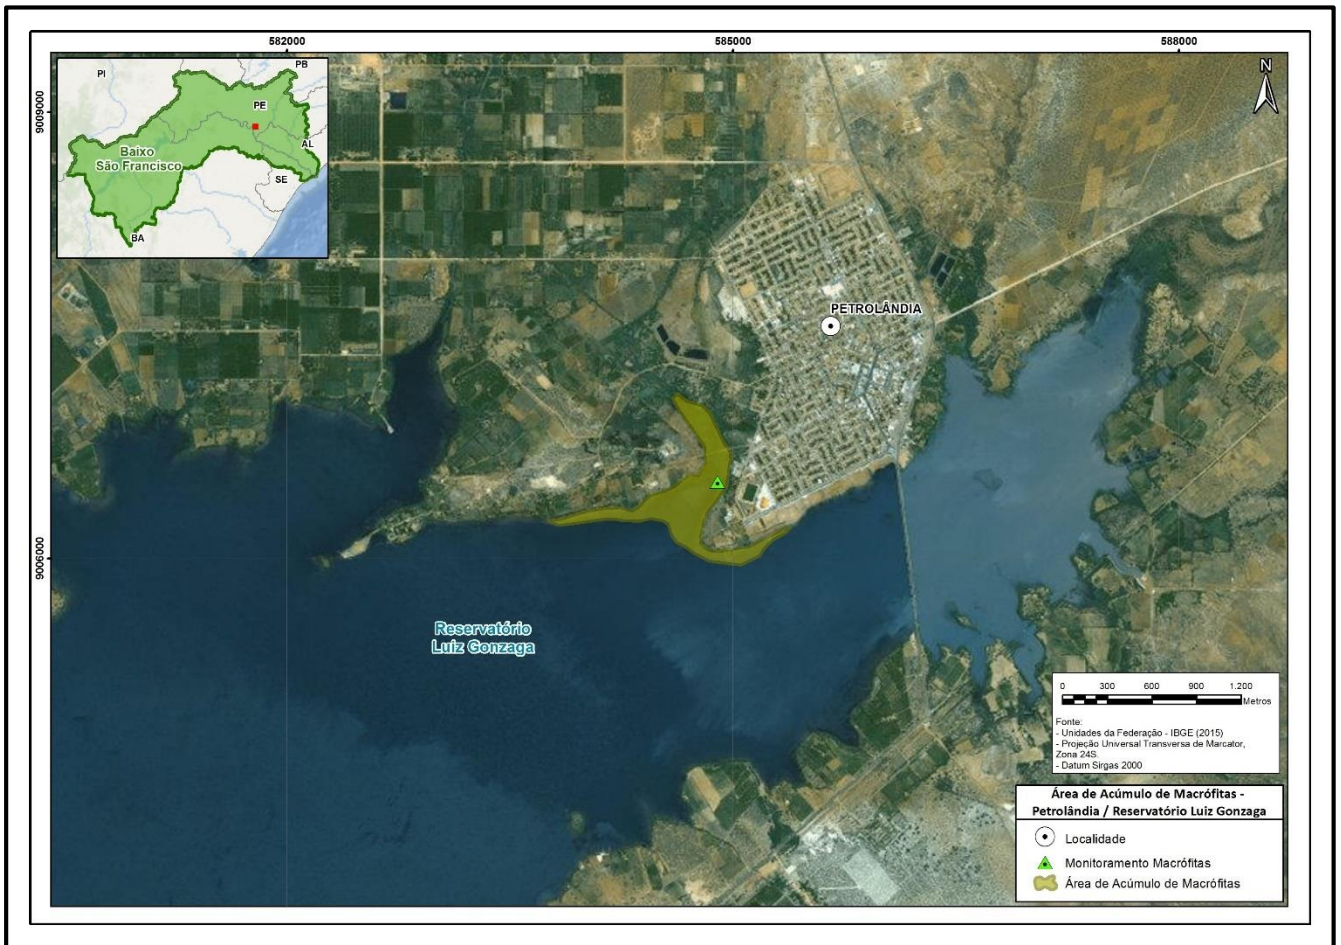 582000
585000
588000
9009000
9006000
N
PI
PB
PE
AL
SE
BA
Baixo
São Francisco
PETROLÂNDIA
Reservatório
Luiz Gonzaga
0 300 600 900 1.200
Metros
Fonte:
- Unidades da Federação - IBGE (2015)
- Projeção Universal Transversa de Marcator,
Zona 24S.
- Datum Sirgas 2000
Área de Acúmulo de Macrófitas -
Petrolândia / Reservatório Luiz Gonzaga
Localidade
Monitoramento Macrófitas
Área de Acúmulo de Macrófitas